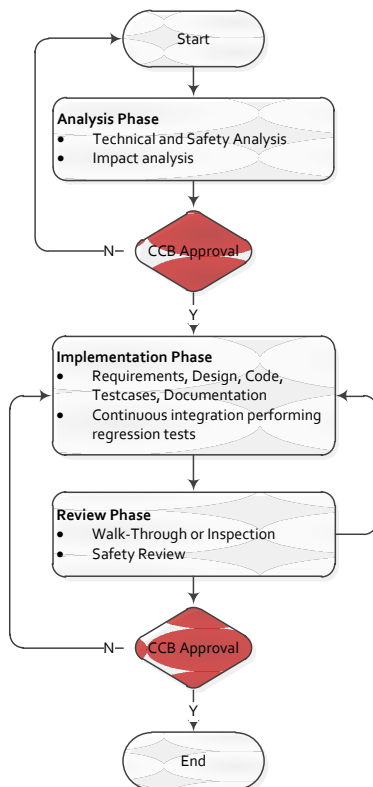 Start
Analysis Phase
• Technical and Safety Analysis
• Impact analysis
N
CCB Approval
Y
Implementation Phase
• Requirements, Design, Code,
Testcases, Documentation
• Continuous integration performing
regression tests
Review Phase
• Walk-Through or Inspection
• Safety Review
N
CCB Approval
Y
End